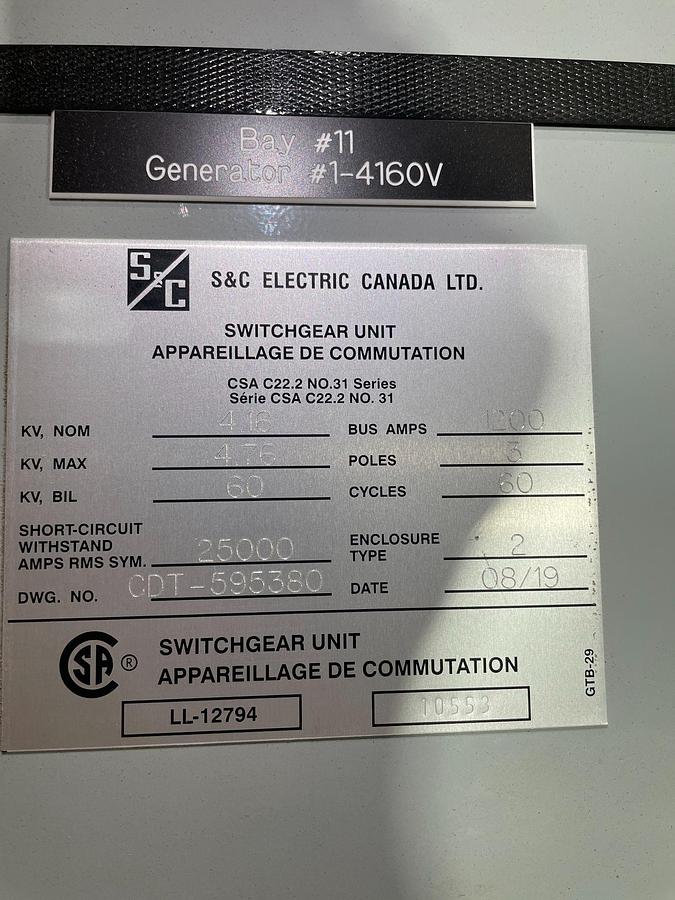 Bay #11
Generator #1-4160V
S&C
S&C ELECTRIC CANADA LTD.
SWITCHGEAR UNIT
APPAREILLAGE DE COMMUTATION
CSA C22.2 NO.31 Series
Série CSA C22.2 NO. 31
KV, NOM 4.16 BUS AMPS 1200
KV, MAX 4.76 POLES 3
KV, BIL 60 CYCLES 60
SHORT-CIRCUIT
WITHSTAND
AMPS RMS SYM. 25000
ENCLOSURE
TYPE 2
DWG. NO. CDT-595380 DATE 08/19
CSA ® SWITCHGEAR UNIT
APPAREILLAGE DE COMMUTATION
LL-12794 10553
GTB-29